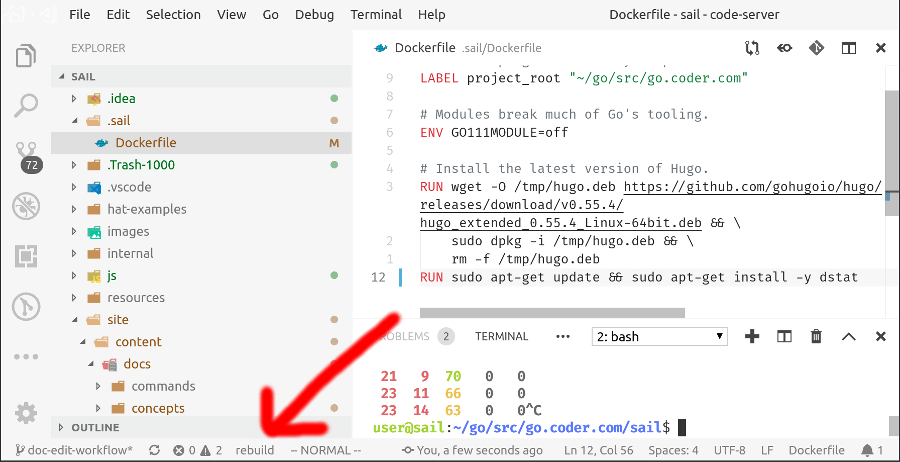 File Edit Selection View Go Debug Terminal Help Dockerfile - sail - code-server
EXPLORER
SAIL
.idea
.sail
Dockerfile M
.Trash-1000
.vscode
hat-examples
images
internal
js
resources
site
content
docs
commands
concepts
OUTLINE
72
Dockerfile .sail/Dockerfile
9 LABEL project_root "~/go/src/go.coder.com"
8
7 # Modules break much of Go's tooling.
6 ENV GO111MODULE=off
5
4 # Install the latest version of Hugo.
3 RUN wget -O /tmp/hugo.deb https://github.com/gohugoio/hugo/
releases/download/v0.55.4/
hugo_extended_0.55.4_Linux-64bit.deb && \
2 sudo dpkg -i /tmp/hugo.deb && \
1 rm -f /tmp/hugo.deb
12 RUN sudo apt-get update && sudo apt-get install -y dstat
PROBLEMS 2 TERMINAL ••• 2: bash
21 9 70 0 0
23 11 66 0 0
23 14 63 0 0^C
user@sail:~/go/src/go.coder.com/sail$
doc-edit-workflow* 0 2 rebuild -- NORMAL -- You, a few seconds ago Ln 12, Col 56 Spaces: 4 UTF-8 LF Dockerfile 1